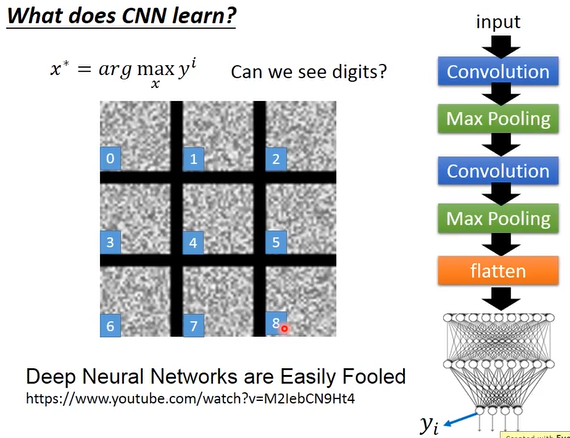 What does CNN learn?
x* = arg max_x y^i
Can we see digits?
0
1
2
3
4
5
6
7
8
Deep Neural Networks are Easily Fooled
https://www.youtube.com/watch?v=M2IebCN9Ht4
input
Convolution
Max Pooling
Convolution
Max Pooling
flatten
y_i
Created with